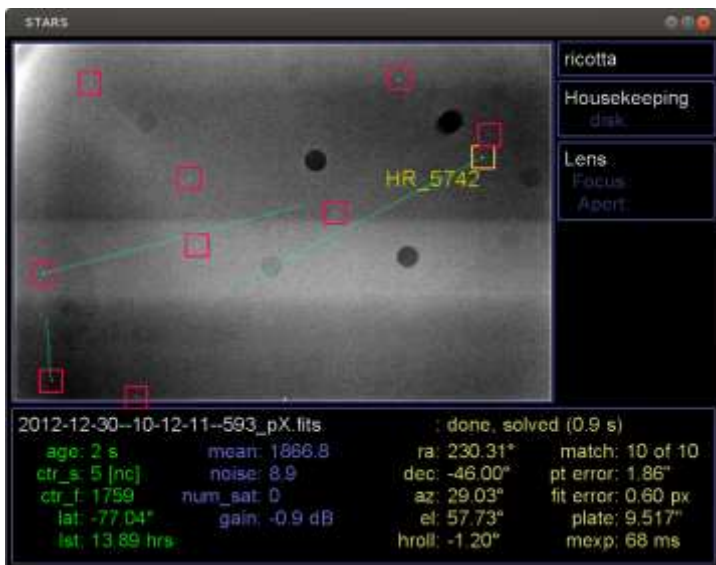 STARS
ricotta
Housekeeping
disk:
Lens
Focus:
Apert:
HR_5742
2012-12-30--10-12-11--593_pX.fits : done, solved (0.9 s)
age: 2 s mean: 1866.8 ra: 230.31° match: 10 of 10
ctr_s: 5 [nc] noise: 8.9 dec: -46.00° pt error: 1.86"
ctr_f: 1759 num_sat: 0 az: 29.03° fit error: 0.60 px
lat: -77.04° gain: -0.9 dB el: 57.73° plate: 9.517"
lst: 13.89 hrs hroll: -1.20° mexp: 68 ms